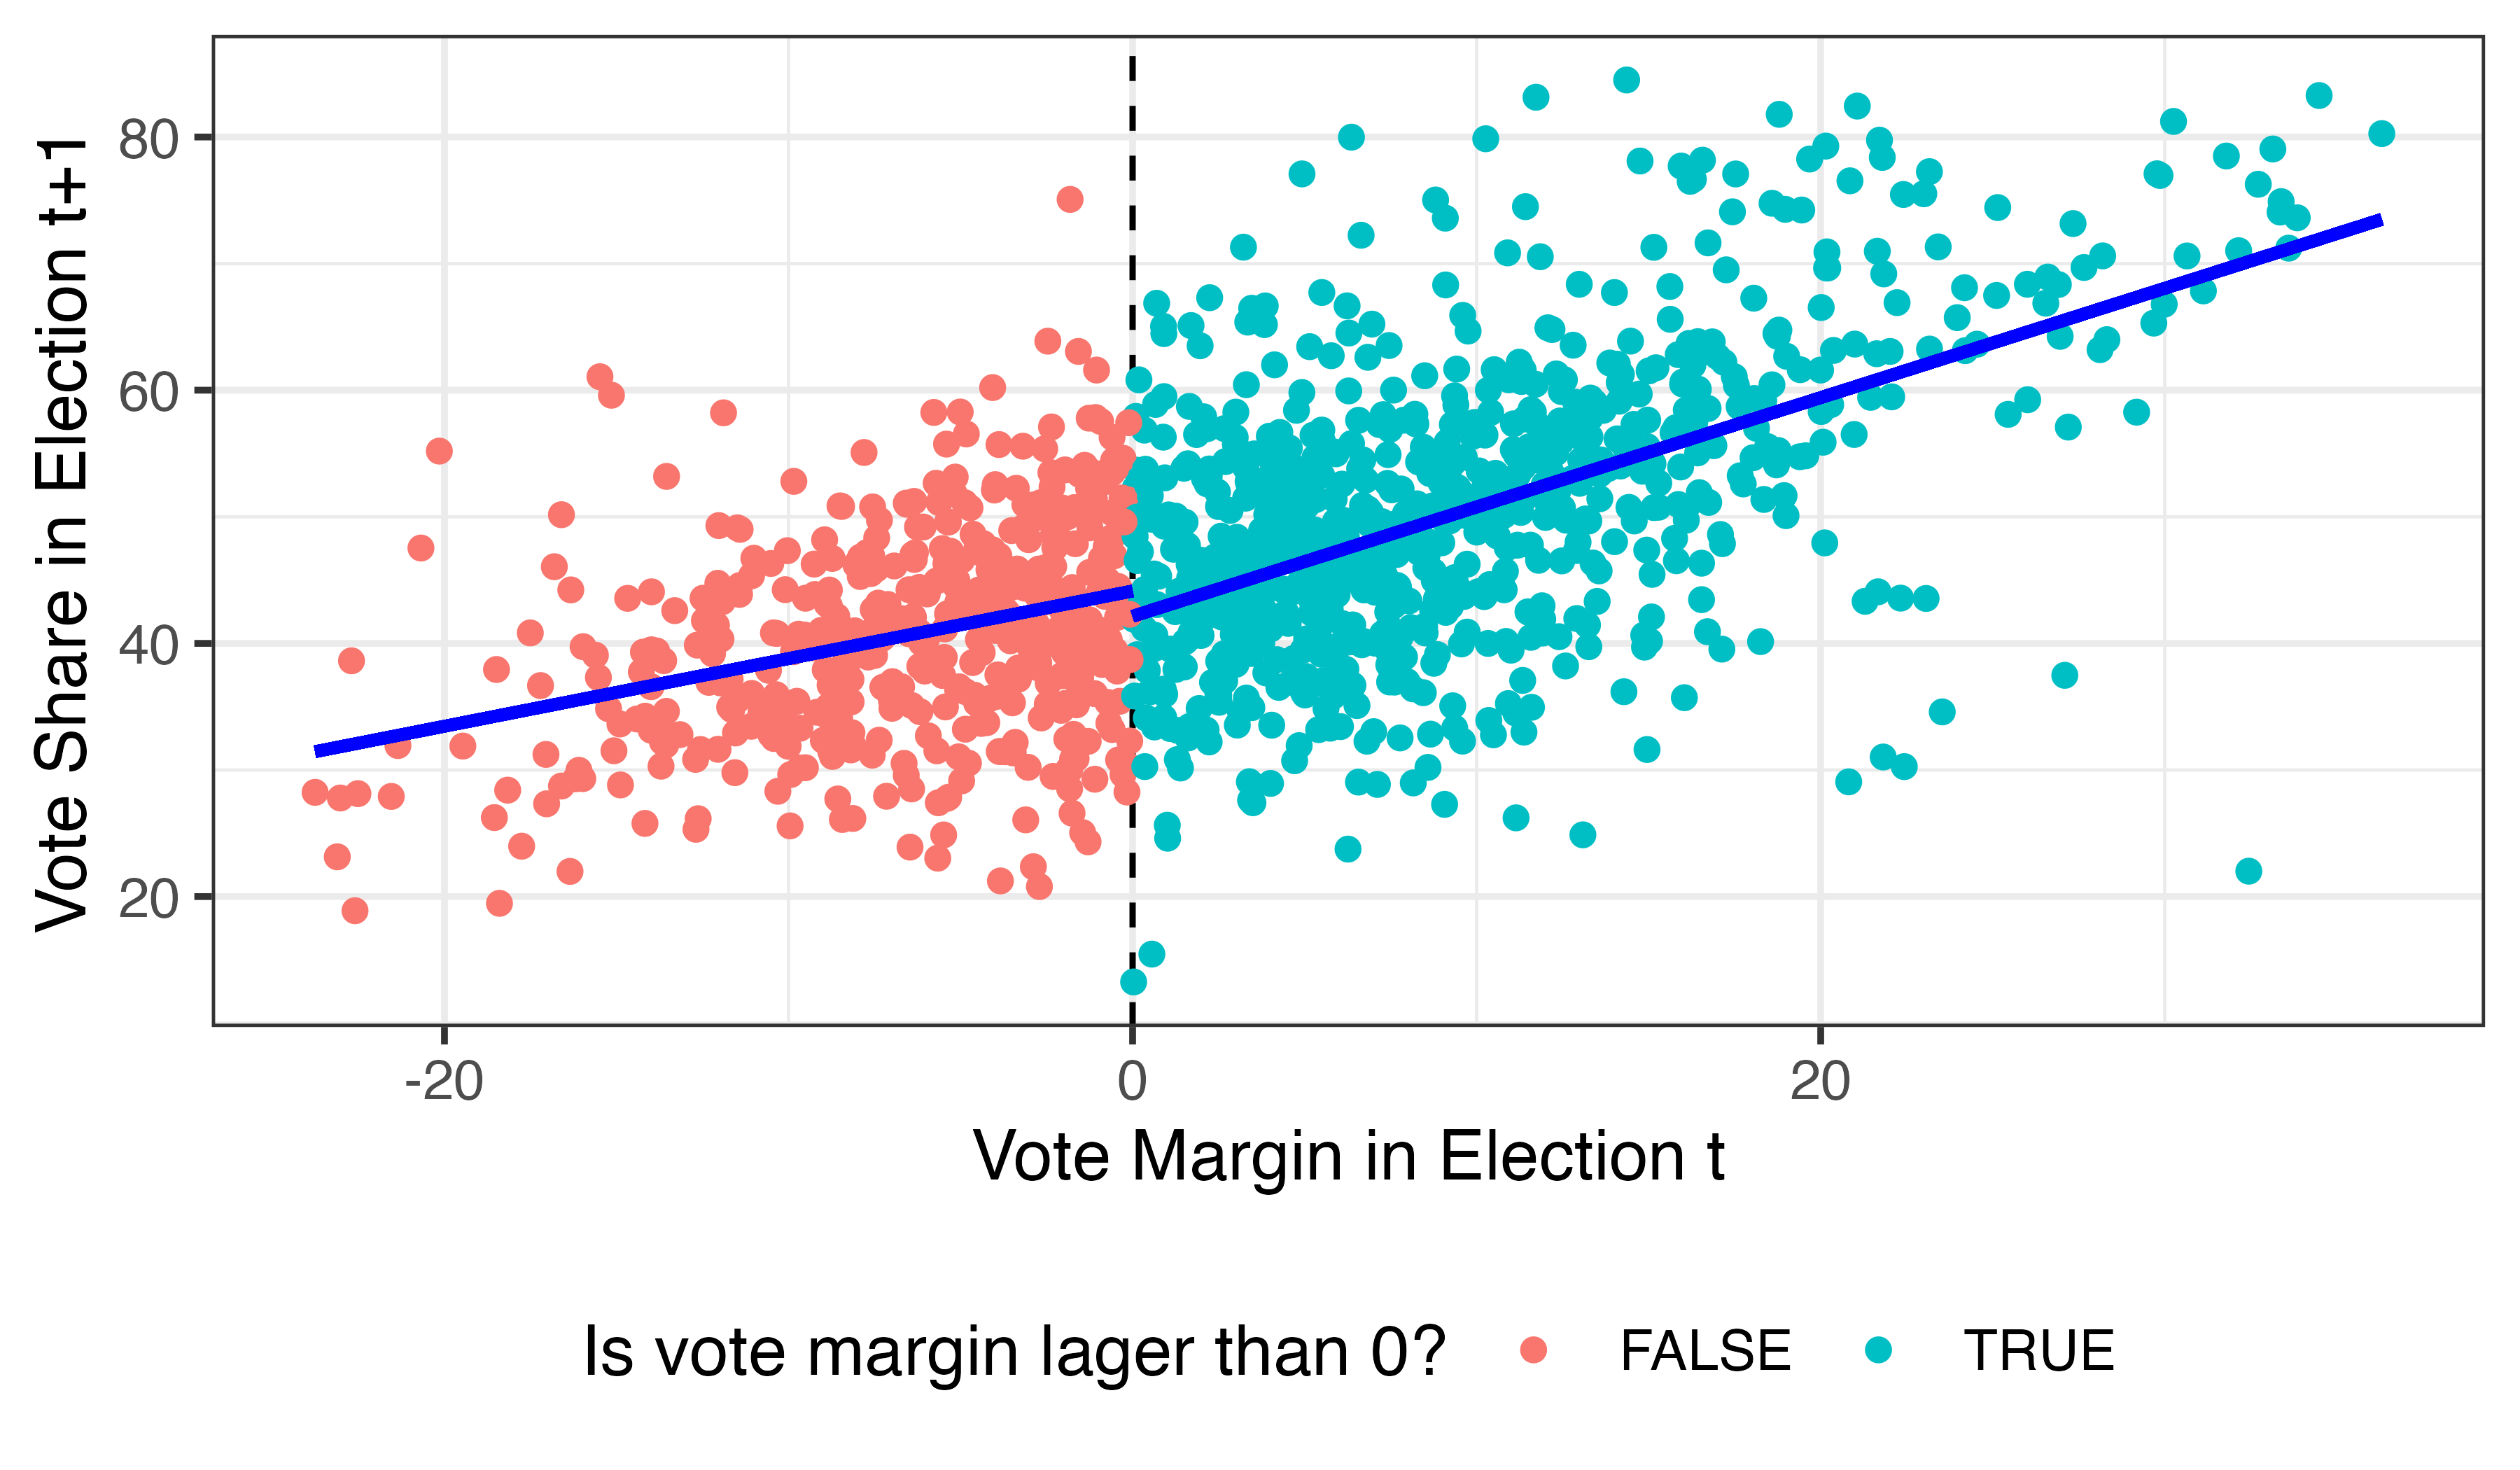 Vote Share in Election t+1
80
60
40
20
-20 0 20
Vote Margin in Election t
Is vote margin lager than 0? FALSE TRUE